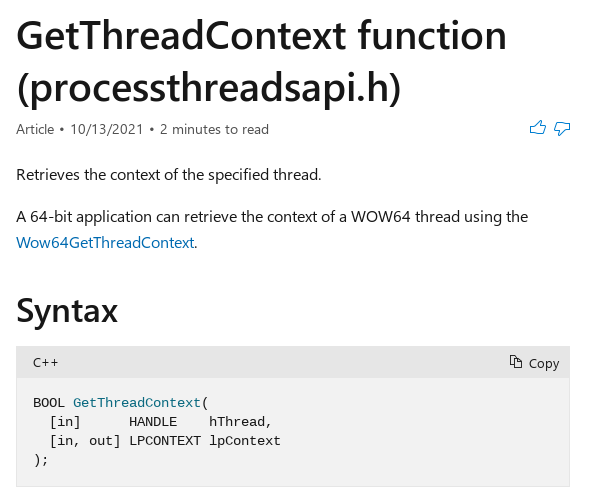 GetThreadContext function
(processthreadsapi.h)
Article • 10/13/2021 • 2 minutes to read
Retrieves the context of the specified thread.
A 64-bit application can retrieve the context of a WOW64 thread using the
Wow64GetThreadContext.
Syntax
C++ Copy
BOOL GetThreadContext(
  [in]      HANDLE    hThread,
  [in, out] LPCONTEXT lpContext
);